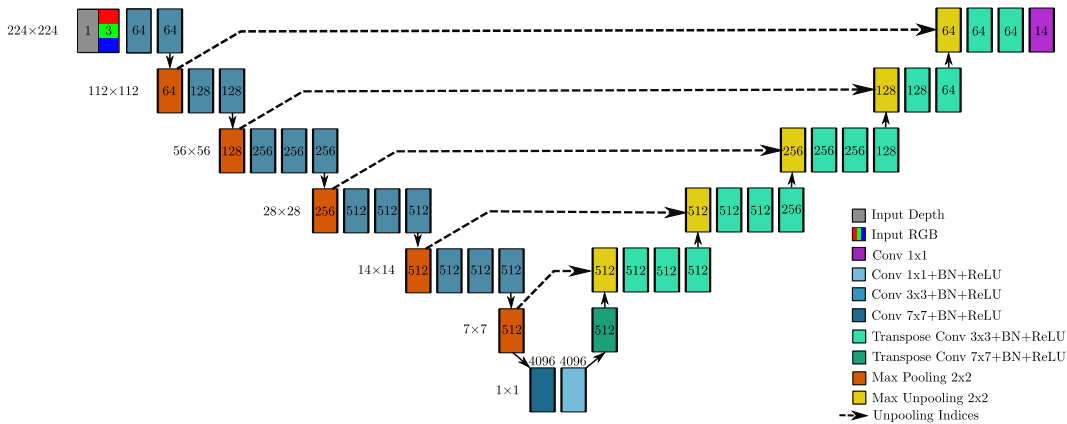 224×224 1 3 64 64 64 64 64 14
112×112 64 128 128 128 128 64
56×56 128 256 256 256 256 256 256 128
28×28 256 512 512 512 512 512 512 256
14×14 512 512 512 512 512 512 512 512
7×7 512 512
4096 4096
1×1
Input Depth
Input RGB
Conv 1x1
Conv 1x1+BN+ReLU
Conv 3x3+BN+ReLU
Conv 7x7+BN+ReLU
Transpose Conv 3x3+BN+ReLU
Transpose Conv 7x7+BN+ReLU
Max Pooling 2x2
Max Unpooling 2x2
Unpooling Indices